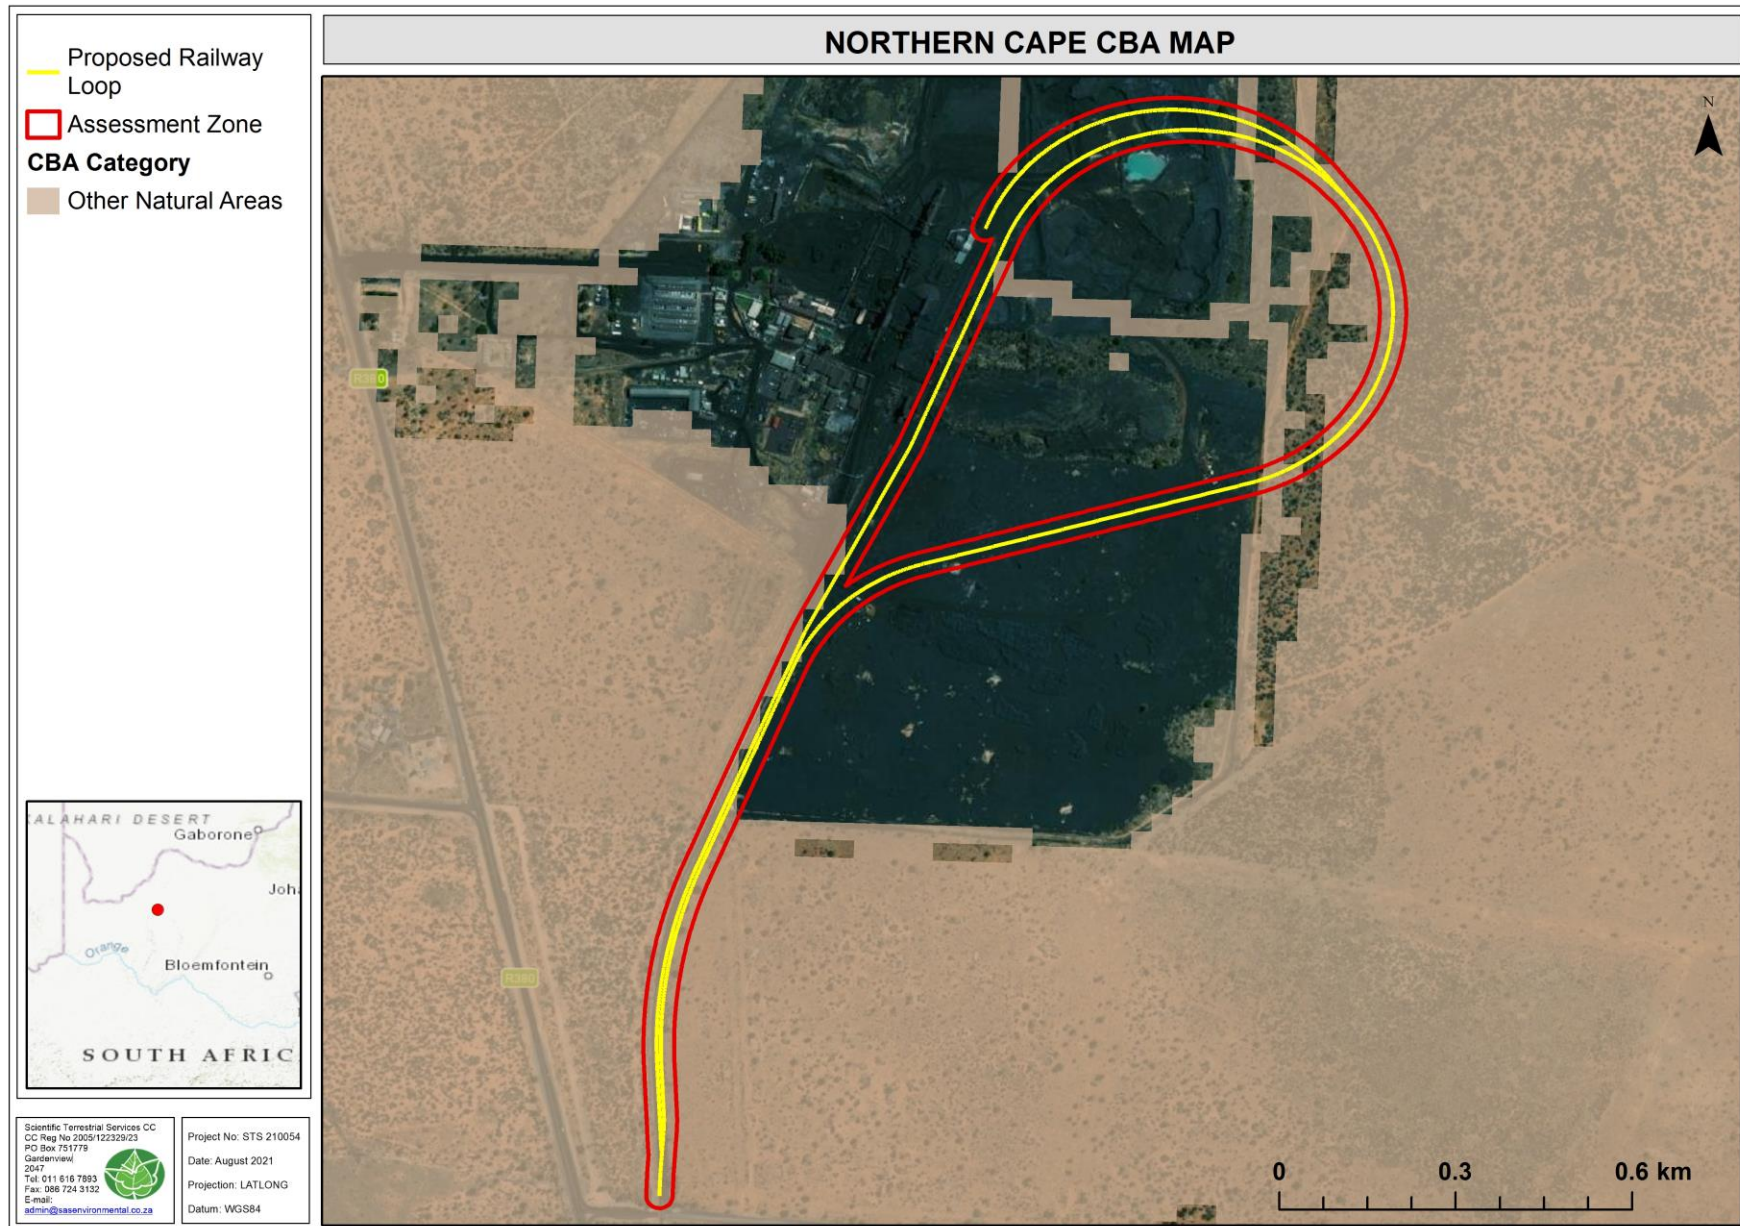 NORTHERN CAPE CBA MAP
Proposed Railway
Loop
Assessment Zone
CBA Category
Other Natural Areas
N
R380
R380
KALAHARI DESERT
Gaborone
Joha
Orange
Bloemfontein
SOUTH AFRIC
0 0.3 0.6 km
Scientific Terrestrial Services CC
CC Reg No 2005/122329/23
PO Box 751779
Gardenview
2047
Tel: 011 616 7893
Fax: 086 724 3132
E-mail:
admin@sasenvironmental.co.za
Project No: STS 210054
Date: August 2021
Projection: LATLONG
Datum: WGS84